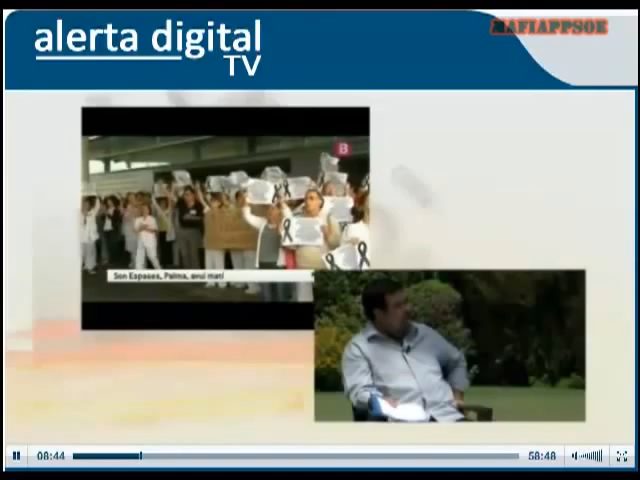 alerta digital
TV
MAFIAPPSOE
Son Espases, Palma, avui matí
08:44
58:48